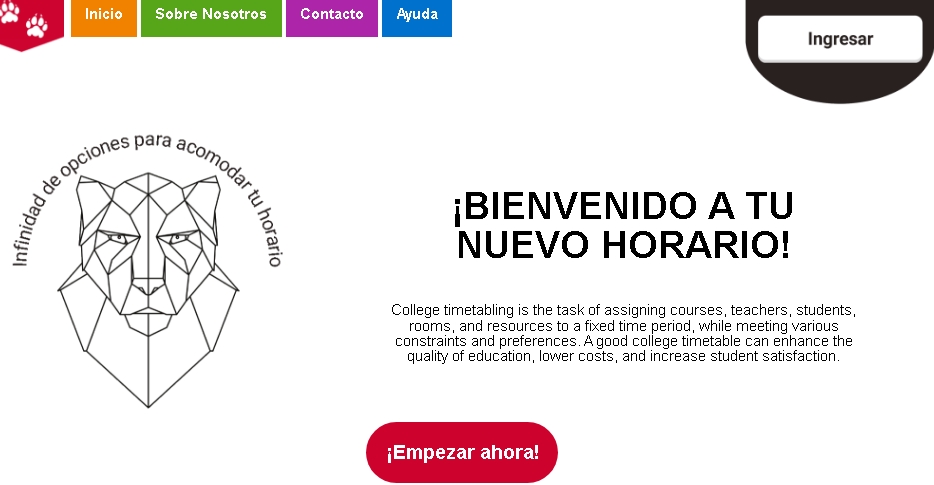 Inicio
Sobre Nosotros
Contacto
Ayuda
Ingresar
Infinidad de opciones para acomodar tu horario
¡BIENVENIDO A TU
NUEVO HORARIO!
College timetabling is the task of assigning courses, teachers, students,
rooms, and resources to a fixed time period, while meeting various
constraints and preferences. A good college timetable can enhance the
quality of education, lower costs, and increase student satisfaction.
¡Empezar ahora!